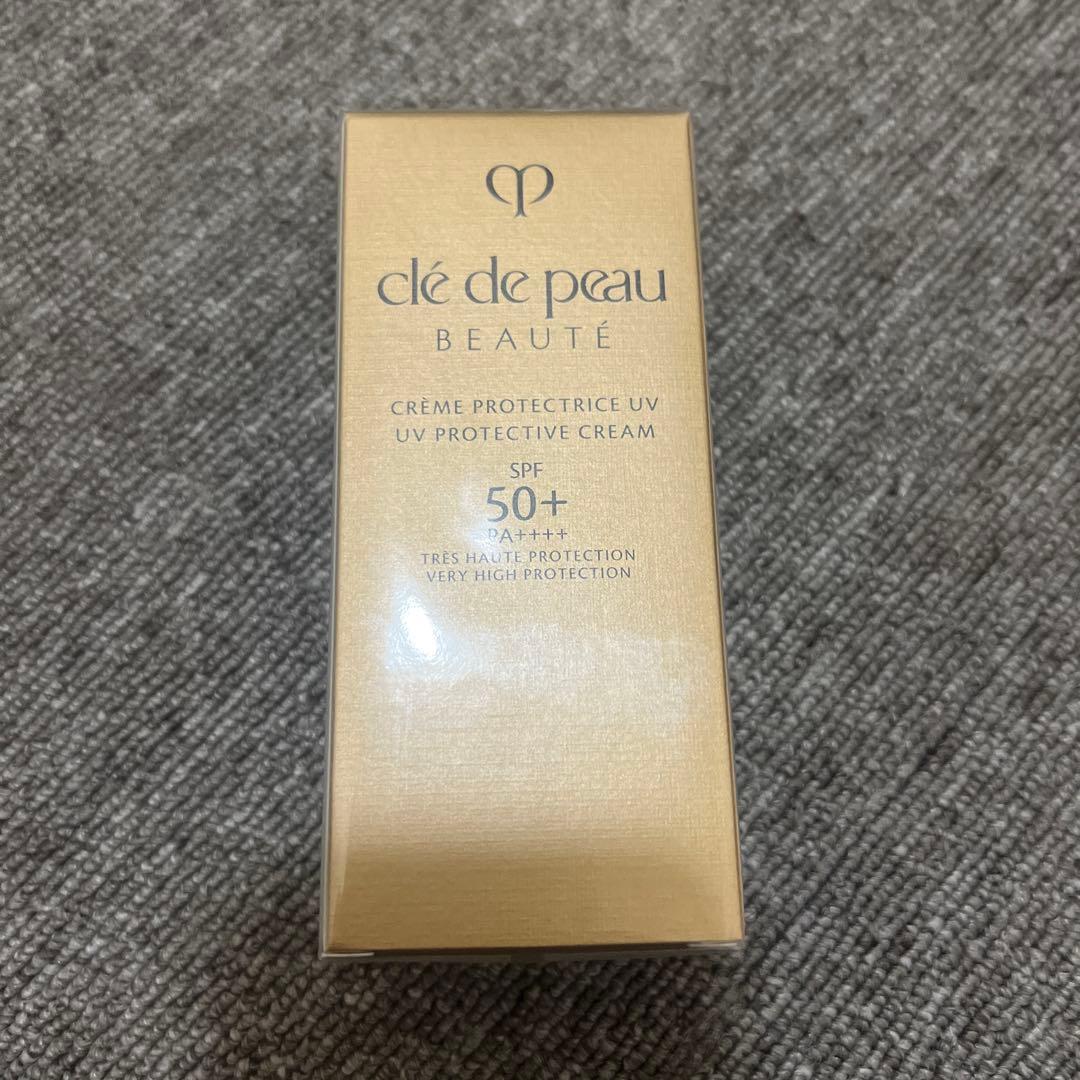 clé de peau
BEAUTÉ
CRÈME PROTECTRICE UV
UV PROTECTIVE CREAM
SPF
50+
PA++++
TRÈS HAUTE PROTECTION
VERY HIGH PROTECTION